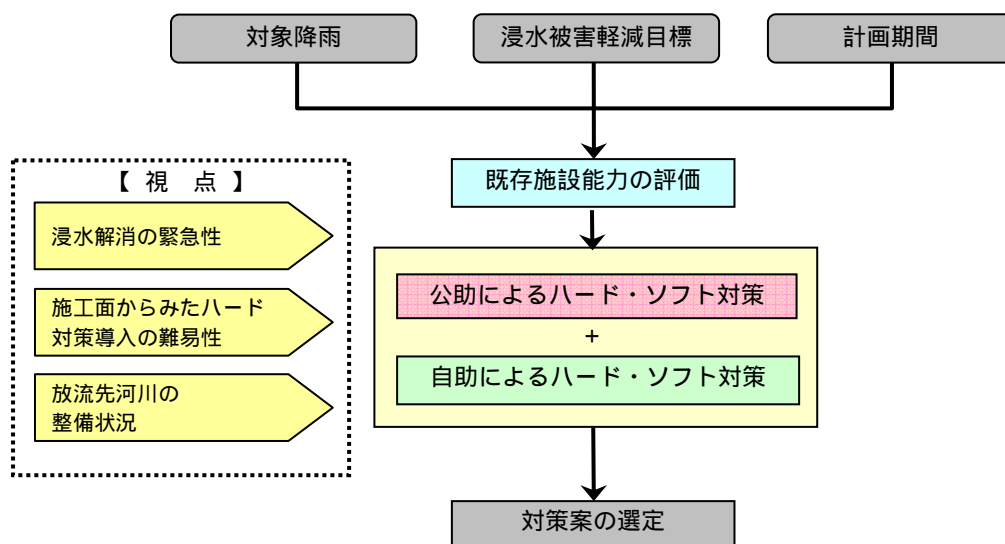 対象降雨
浸水被害軽減目標
計画期間
既存施設能力の評価
【 視　点 】
浸水解消の緊急性
施工面からみたハード
対策導入の難易性
放流先河川の
整備状況
公助によるハード・ソフト対策
+
自助によるハード・ソフト対策
対策案の選定